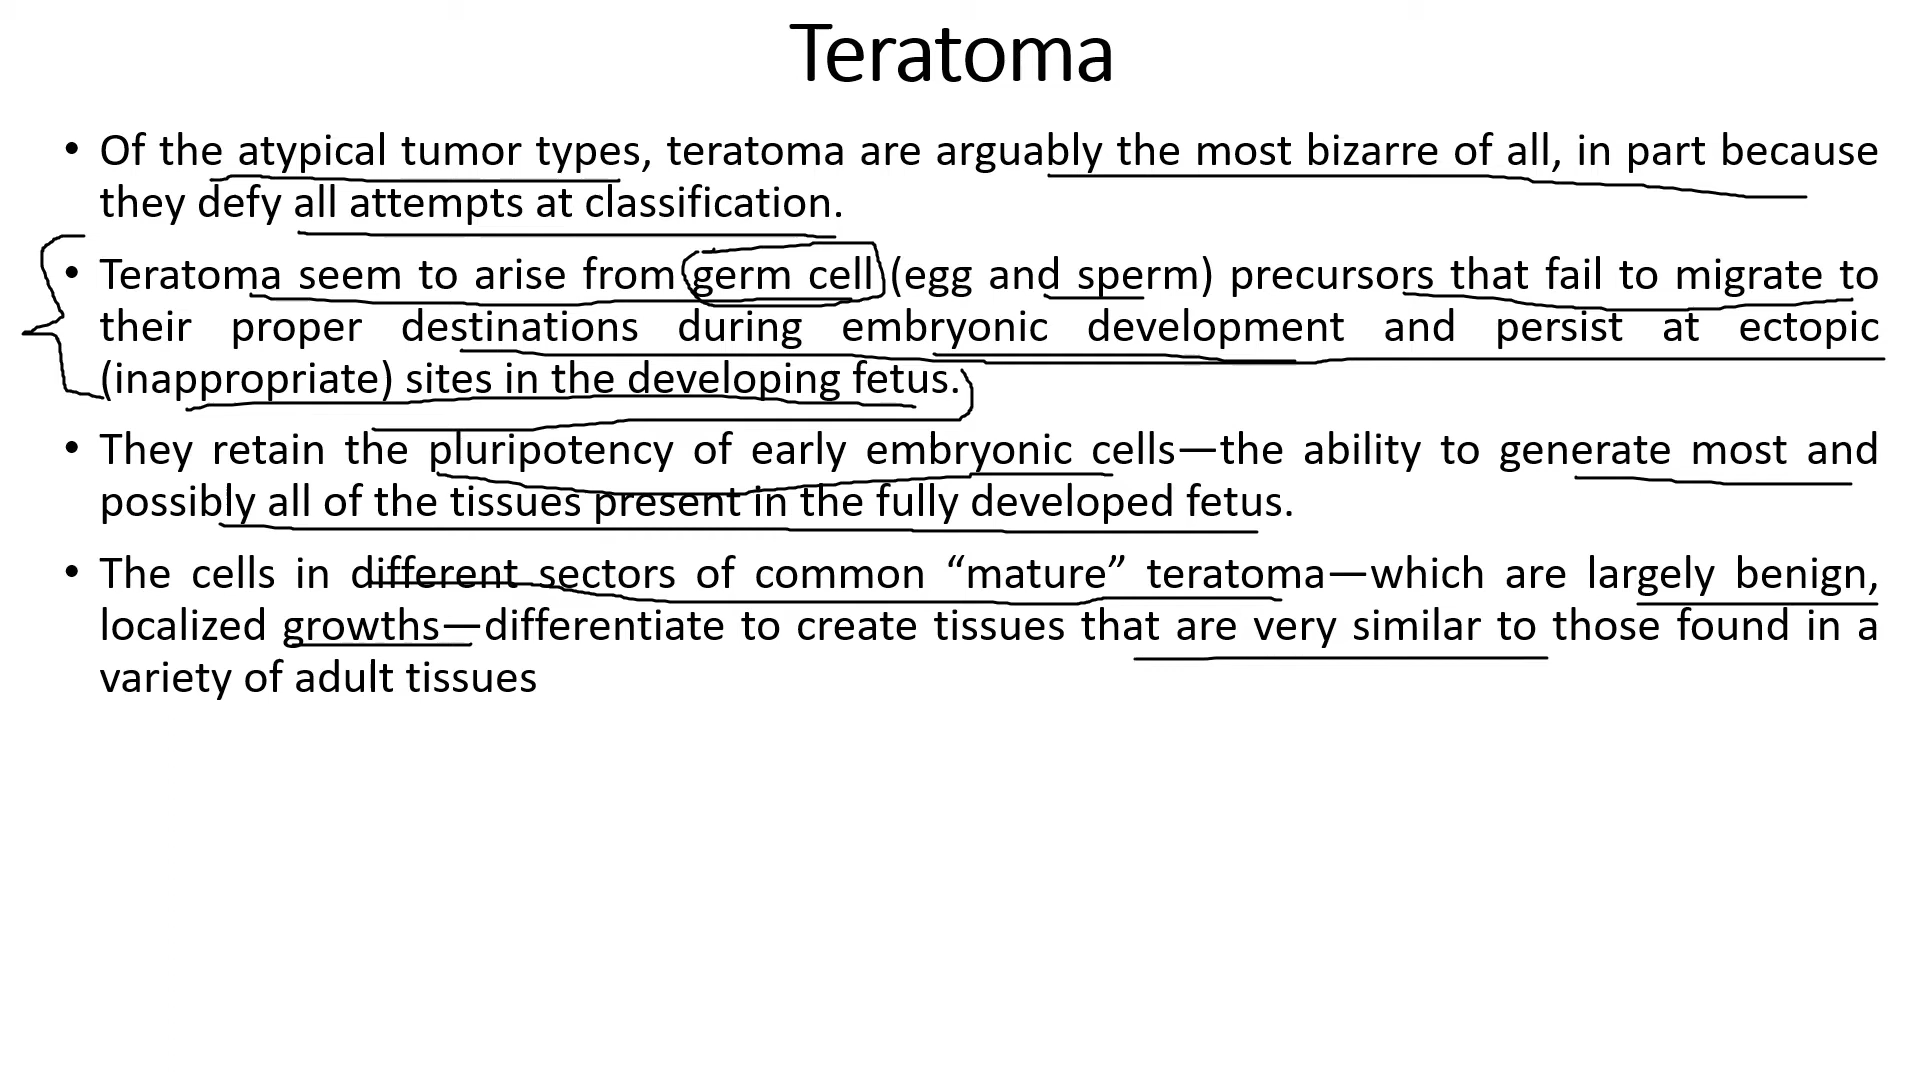 Teratoma
• Of the atypical tumor types, teratoma are arguably the most bizarre of all, in part because
they defy all attempts at classification.
• Teratoma seem to arise from germ cell (egg and sperm) precursors that fail to migrate to
their proper destinations during embryonic development and persist at ectopic
(inappropriate) sites in the developing fetus.
• They retain the pluripotency of early embryonic cells—the ability to generate most and
possibly all of the tissues present in the fully developed fetus.
• The cells in different sectors of common “mature” teratoma—which are largely benign,
localized growths—differentiate to create tissues that are very similar to those found in a
variety of adult tissues